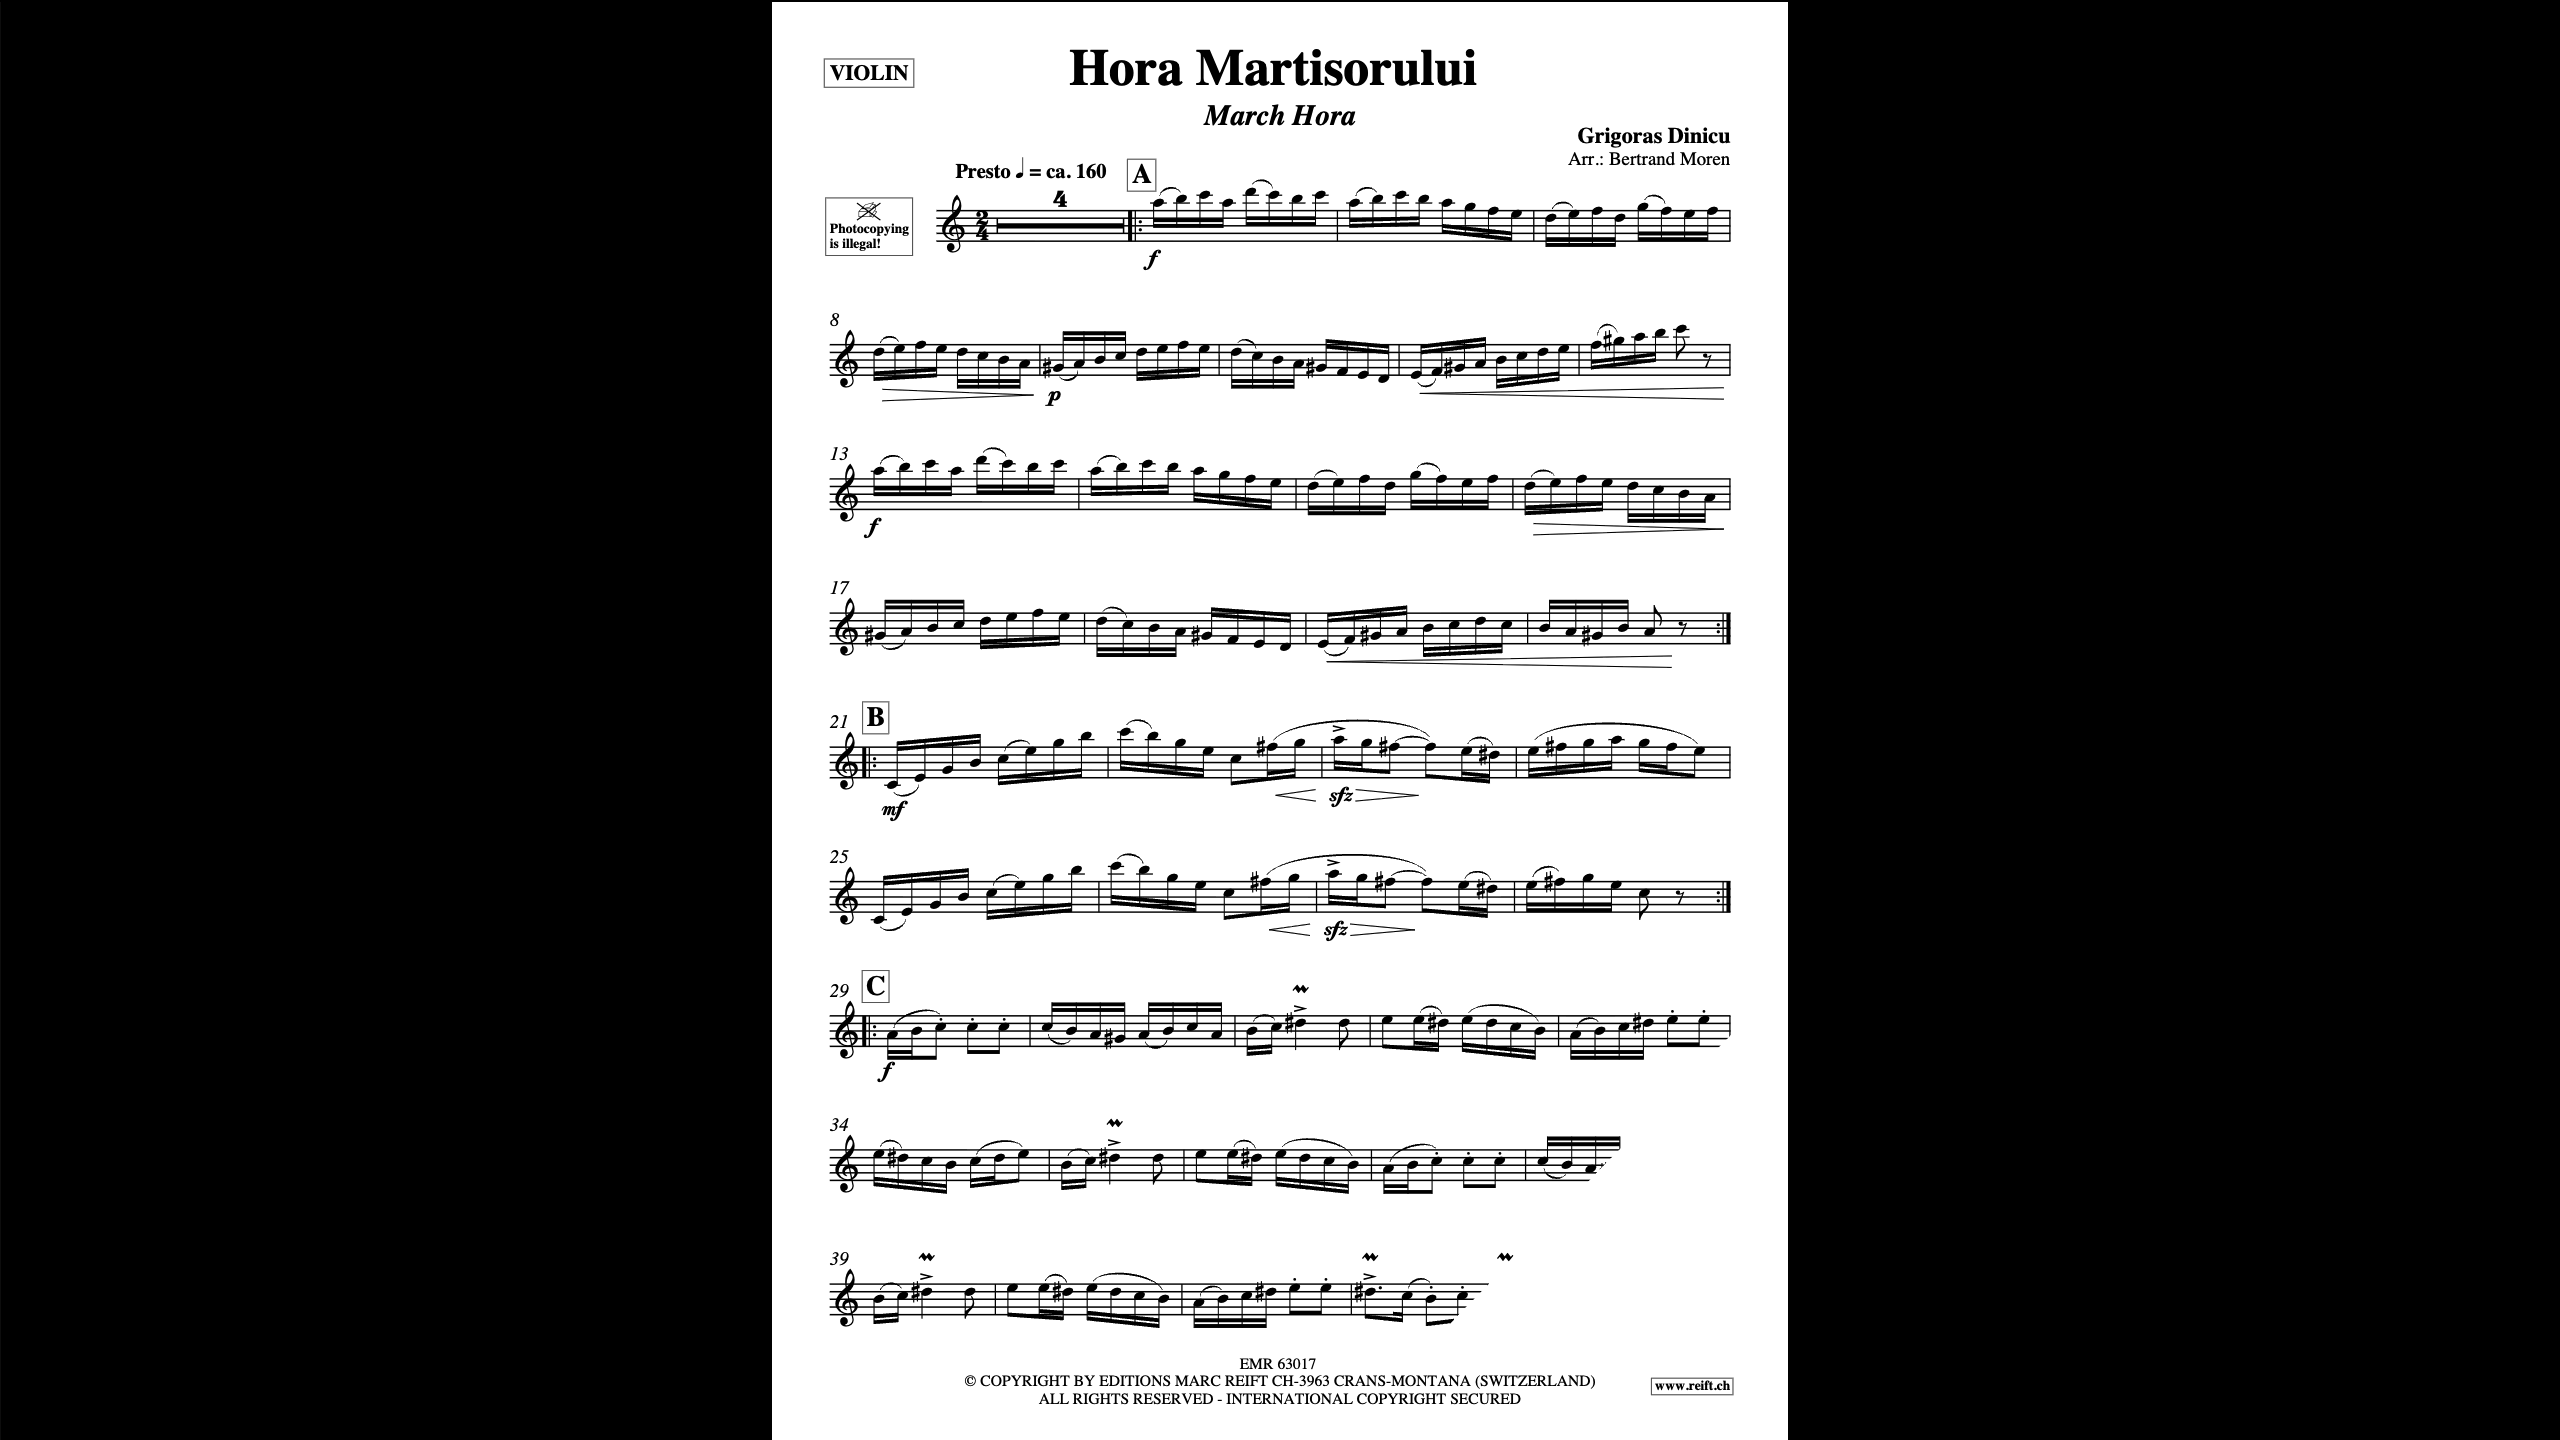 VIOLIN
Hora Martisorului
March Hora
Grigoras Dinicu
Arr.: Bertrand Moren
Presto ♩ = ca. 160
A
4
2
4
Photocopying
is illegal!
f
8
p
13
f
17
21
B
mf
sfz
25
sfz
29
C
f
34
39
EMR 63017
© COPYRIGHT BY EDITIONS MARC REIFT CH-3963 CRANS-MONTANA (SWITZERLAND)
ALL RIGHTS RESERVED - INTERNATIONAL COPYRIGHT SECURED
www.reift.ch